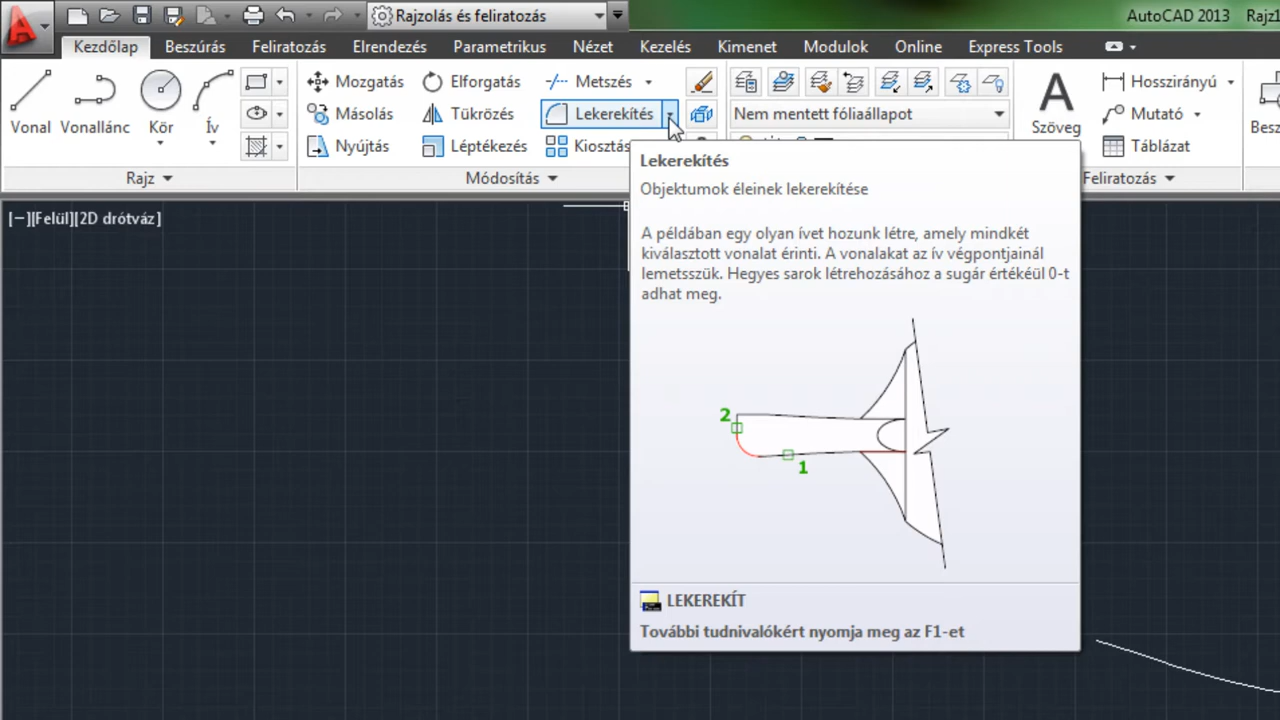 Rajzolás és feliratozás
AutoCAD 2013
Rajz1
Kezdőlap Beszúrás Feliratozás Elrendezés Parametrikus Nézet Kezelés Kimenet Modulok Online Express Tools
Vonal Vonallánc Kör Ív
Mozgatás Elforgatás Metszés
Másolás Tükrözés Lekerekítés
Nyújtás Léptékezés Kiosztás
Nem mentett fóliaállapot
A
Szöveg
Hosszirányú
Mutató
Táblázat
Rajz Módosítás Feliratozás
[−][Felül][2D drótváz]
Lekerekítés
Objektumok éleinek lekerekítése
A példában egy olyan ívet hozunk létre, amely mindkét
kiválasztott vonalat érinti. A vonalakat az ív végpontjainál
lemetsszük. Hegyes sarok létrehozásához a sugár értékéül 0-t
adhat meg.
2
1
LEKEREKÍT
További tudnivalókért nyomja meg az F1-et